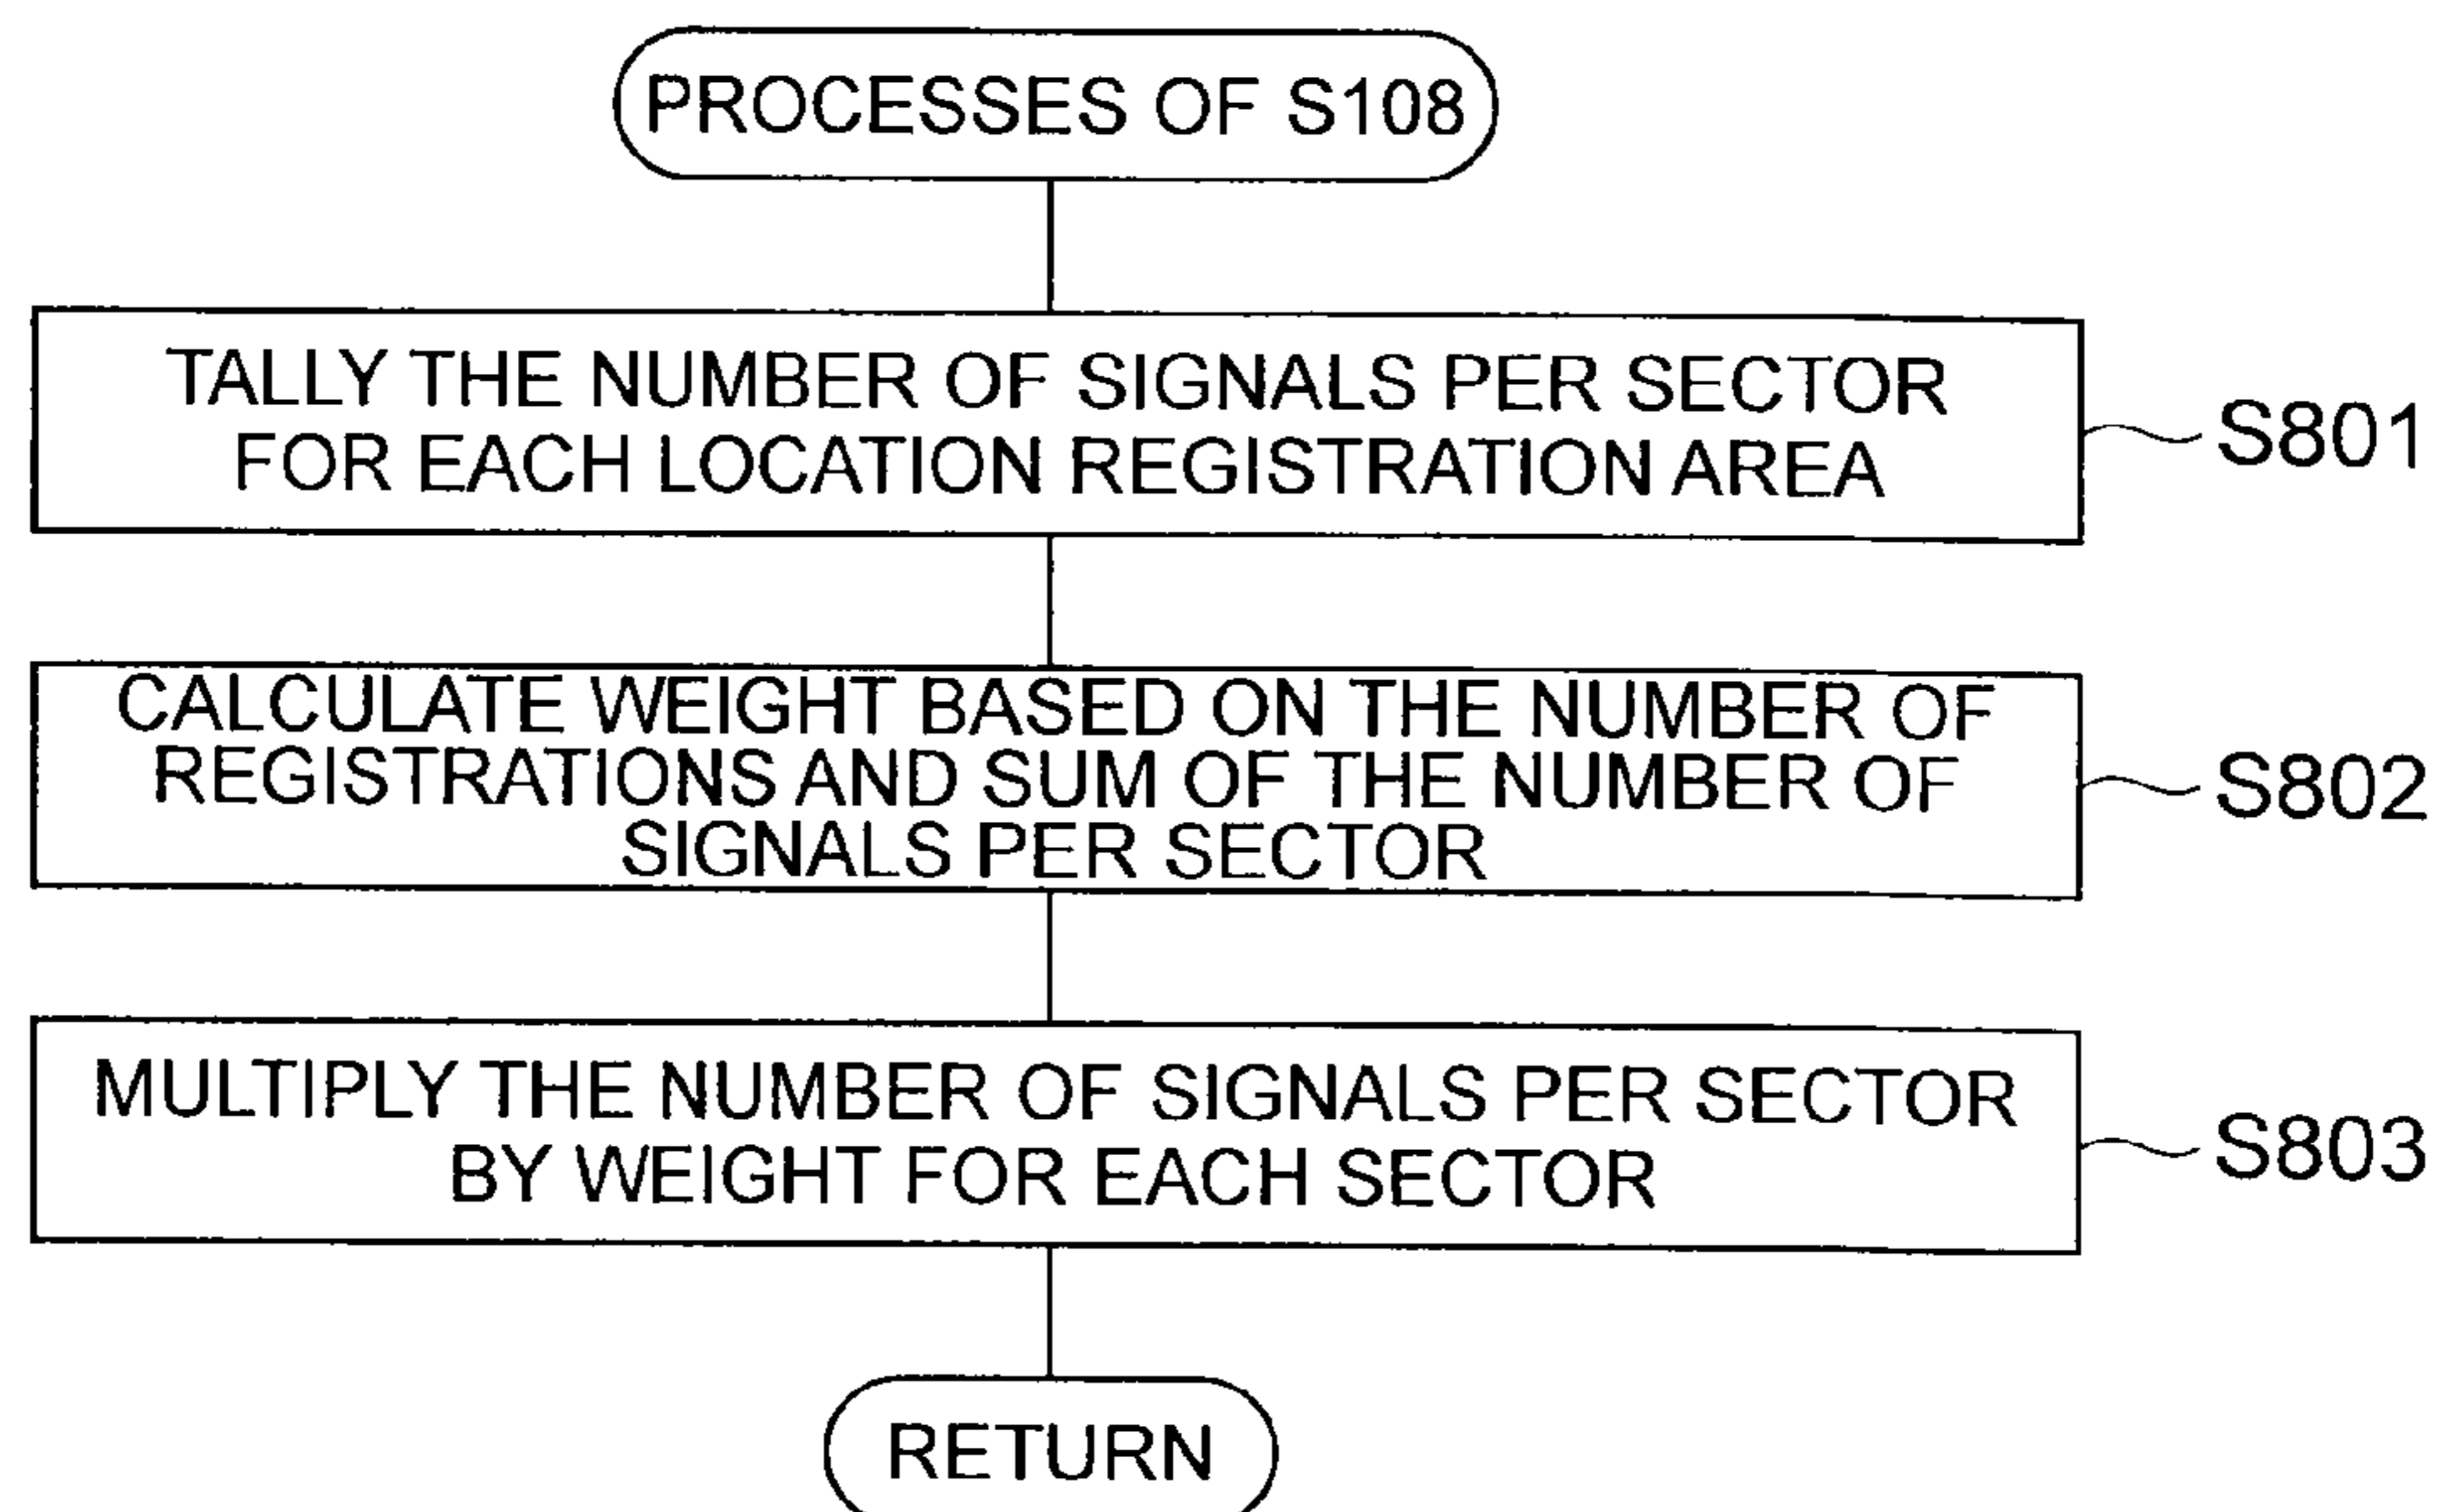 PROCESSES OF S108
TALLY THE NUMBER OF SIGNALS PER SECTOR
FOR EACH LOCATION REGISTRATION AREA
S801
CALCULATE WEIGHT BASED ON THE NUMBER OF
REGISTRATIONS AND SUM OF THE NUMBER OF
SIGNALS PER SECTOR
S802
MULTIPLY THE NUMBER OF SIGNALS PER SECTOR
BY WEIGHT FOR EACH SECTOR
S803
RETURN